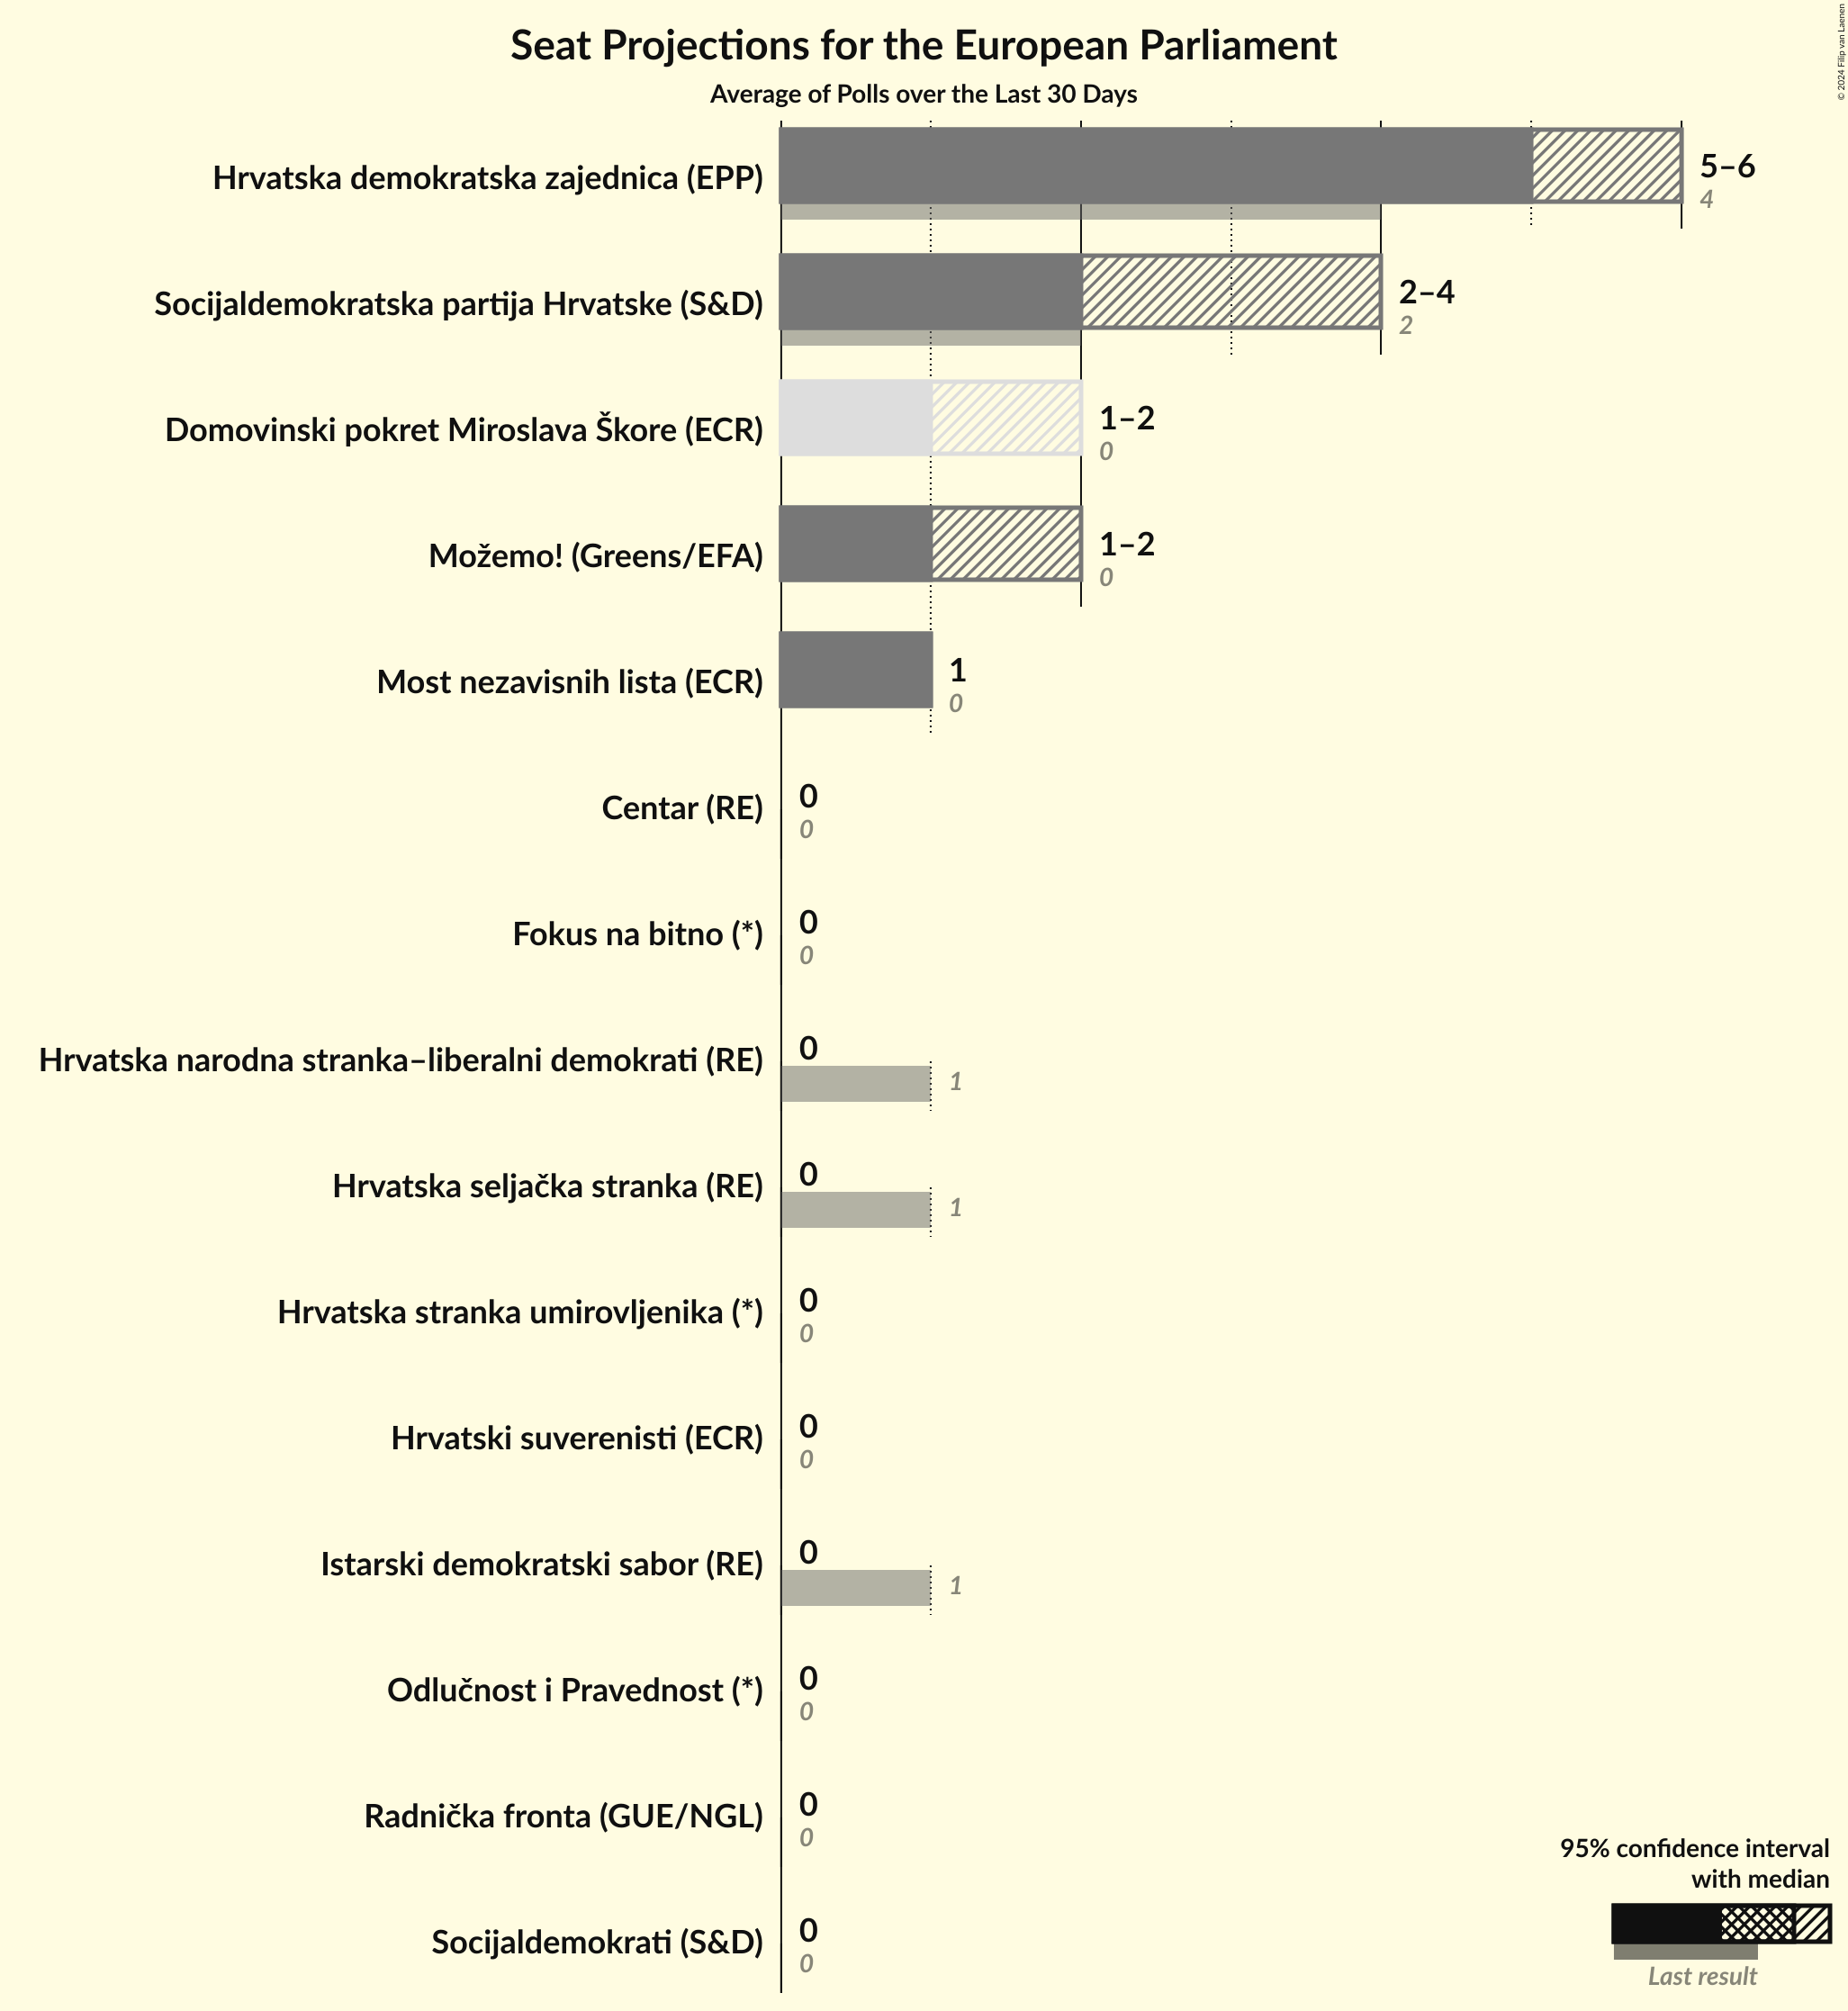 Seat Projections for the European Parliament
Average of Polls over the Last 30 Days
© 2024 Filip van Laenen
Hrvatska demokratska zajednica (EPP)
5–6
4
Socijaldemokratska partija Hrvatske (S&D)
2–4
2
Domovinski pokret Miroslava Škore (ECR)
1–2
0
Možemo! (Greens/EFA)
1–2
0
Most nezavisnih lista (ECR)
1
0
Centar (RE)
0
0
Fokus na bitno (*)
0
0
Hrvatska narodna stranka–liberalni demokrati (RE)
0
1
Hrvatska seljačka stranka (RE)
0
1
Hrvatska stranka umirovljenika (*)
0
0
Hrvatski suverenisti (ECR)
0
0
Istarski demokratski sabor (RE)
0
1
Odlučnost i Pravednost (*)
0
0
Radnička fronta (GUE/NGL)
0
0
Socijaldemokrati (S&D)
0
0
95% confidence interval
with median
Last result